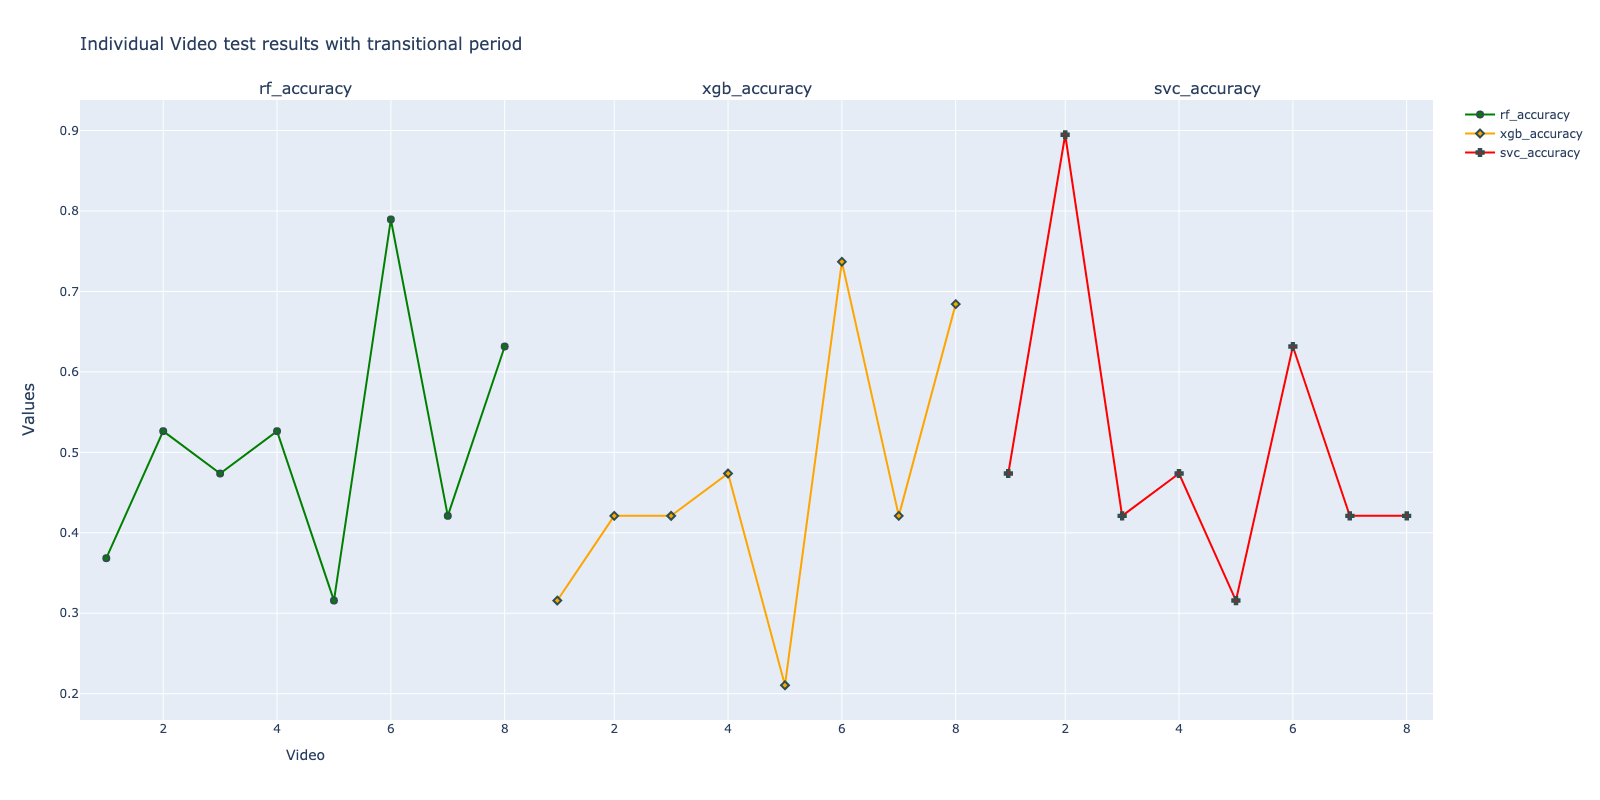 Individual Video test results with transitional period
rf_accuracy xgb_accuracy svc_accuracy
rf_accuracy
xgb_accuracy
svc_accuracy
Values
0.9
0.8
0.7
0.6
0.5
0.4
0.3
0.2
2 4 6 8 2 4 6 8 2 4 6 8
Video